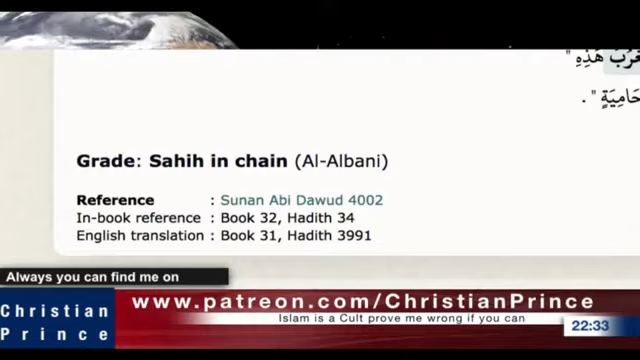 غْرُبُ هَذِهِ "
حَامِيَةٍ " .
Grade: Sahih in chain (Al-Albani)
Reference : Sunan Abi Dawud 4002
In-book reference : Book 32, Hadith 34
English translation : Book 31, Hadith 3991
Always you can find me on
Christian Prince
www.patreon.com/ChristianPrince
Islam is a Cult prove me wrong if you can
22:33